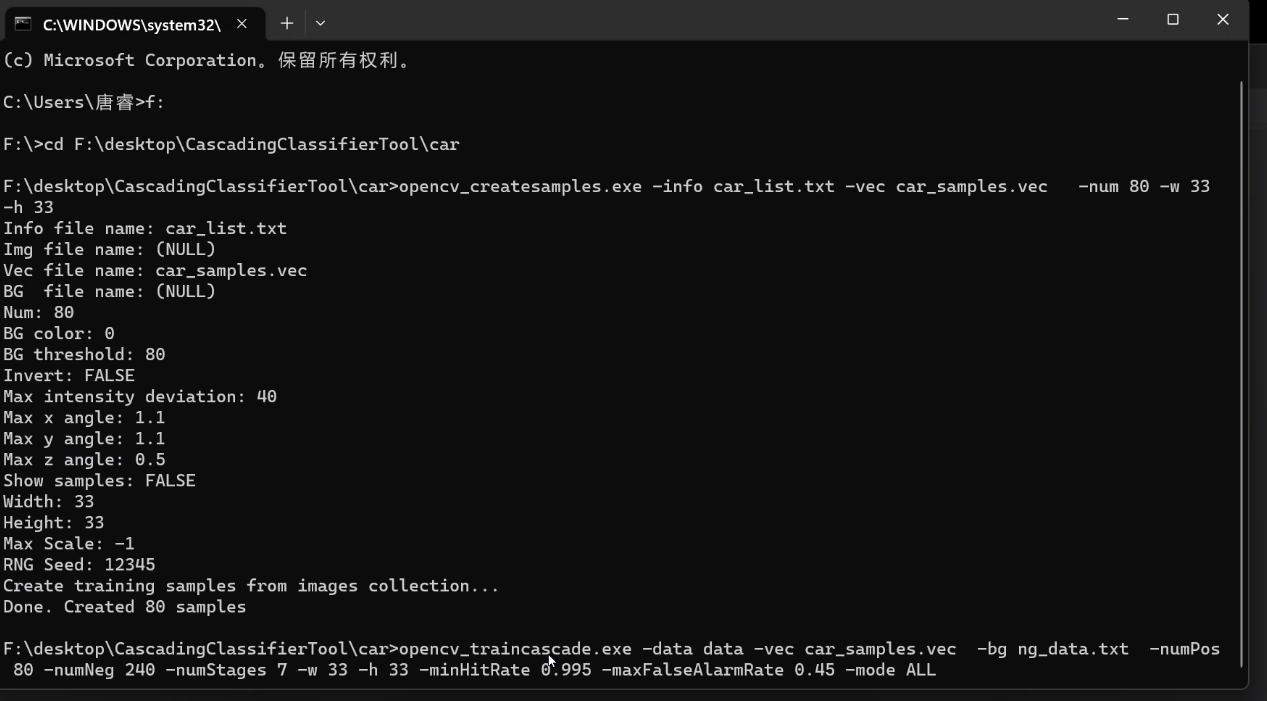 C:\WINDOWS\system32\
(c) Microsoft Corporation。保留所有权利。
C:\Users\唐睿>f:
F:\>cd F:\desktop\CascadingClassifierTool\car
F:\desktop\CascadingClassifierTool\car>opencv_createsamples.exe -info car_list.txt -vec car_samples.vec   -num 80 -w 33
-h 33
Info file name: car_list.txt
Img file name: (NULL)
Vec file name: car_samples.vec
BG  file name: (NULL)
Num: 80
BG color: 0
BG threshold: 80
Invert: FALSE
Max intensity deviation: 40
Max x angle: 1.1
Max y angle: 1.1
Max z angle: 0.5
Show samples: FALSE
Width: 33
Height: 33
Max Scale: -1
RNG Seed: 12345
Create training samples from images collection...
Done. Created 80 samples
F:\desktop\CascadingClassifierTool\car>opencv_traincascade.exe -data data -vec car_samples.vec  -bg ng_data.txt  -numPos
 80 -numNeg 240 -numStages 7 -w 33 -h 33 -minHitRate 0.995 -maxFalseAlarmRate 0.45 -mode ALL